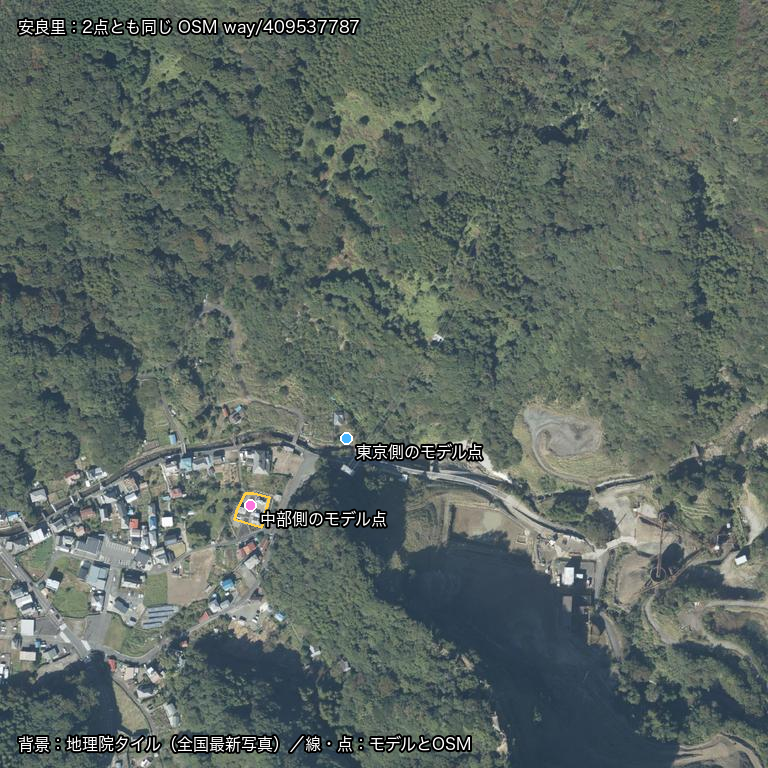 安良里：2点とも同じ OSM way/409537787
東京側のモデル点
中部側のモデル点
背景：地理院タイル（全国最新写真）／線・点：モデルとOSM